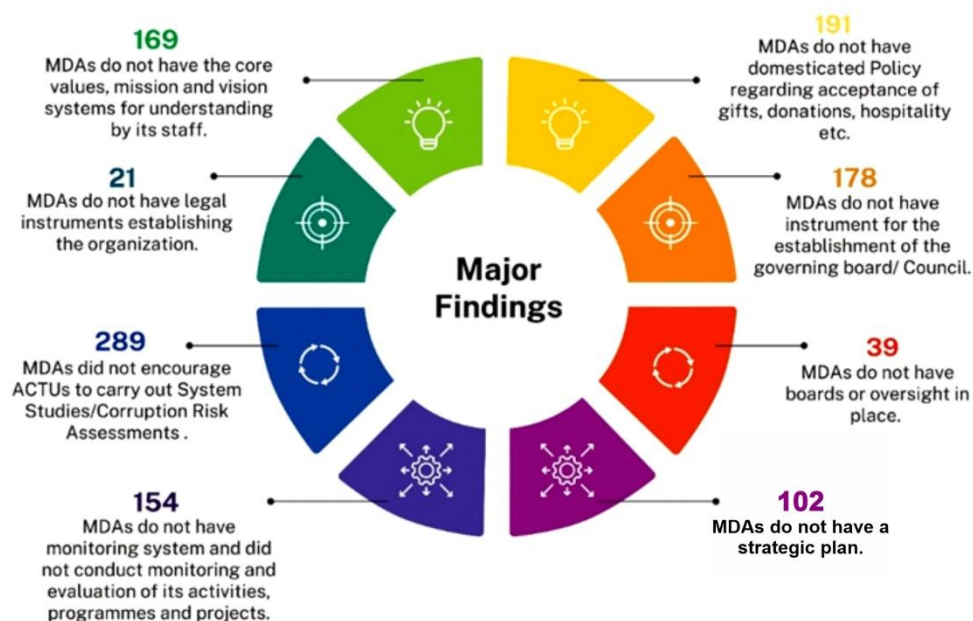 169
MDAs do not have the core
values, mission and vision
systems for understanding
by its staff.
191
MDAs do not have
domesticated Policy
regarding acceptance of
gifts, donations, hospitality
etc.
21
MDAs do not have legal
instruments establishing
the organization.
178
MDAs do not have
instrument for the
establishment of the
governing board/ Council.
Major
Findings
289
MDAs did not encourage
ACTUs to carry out System
Studies/Corruption Risk
Assessments .
39
MDAs do not have
boards or oversight in
place.
154
MDAs do not have
monitoring system and did
not conduct monitoring and
evaluation of its activities,
programmes and projects.
102
MDAs do not have a
strategic plan.